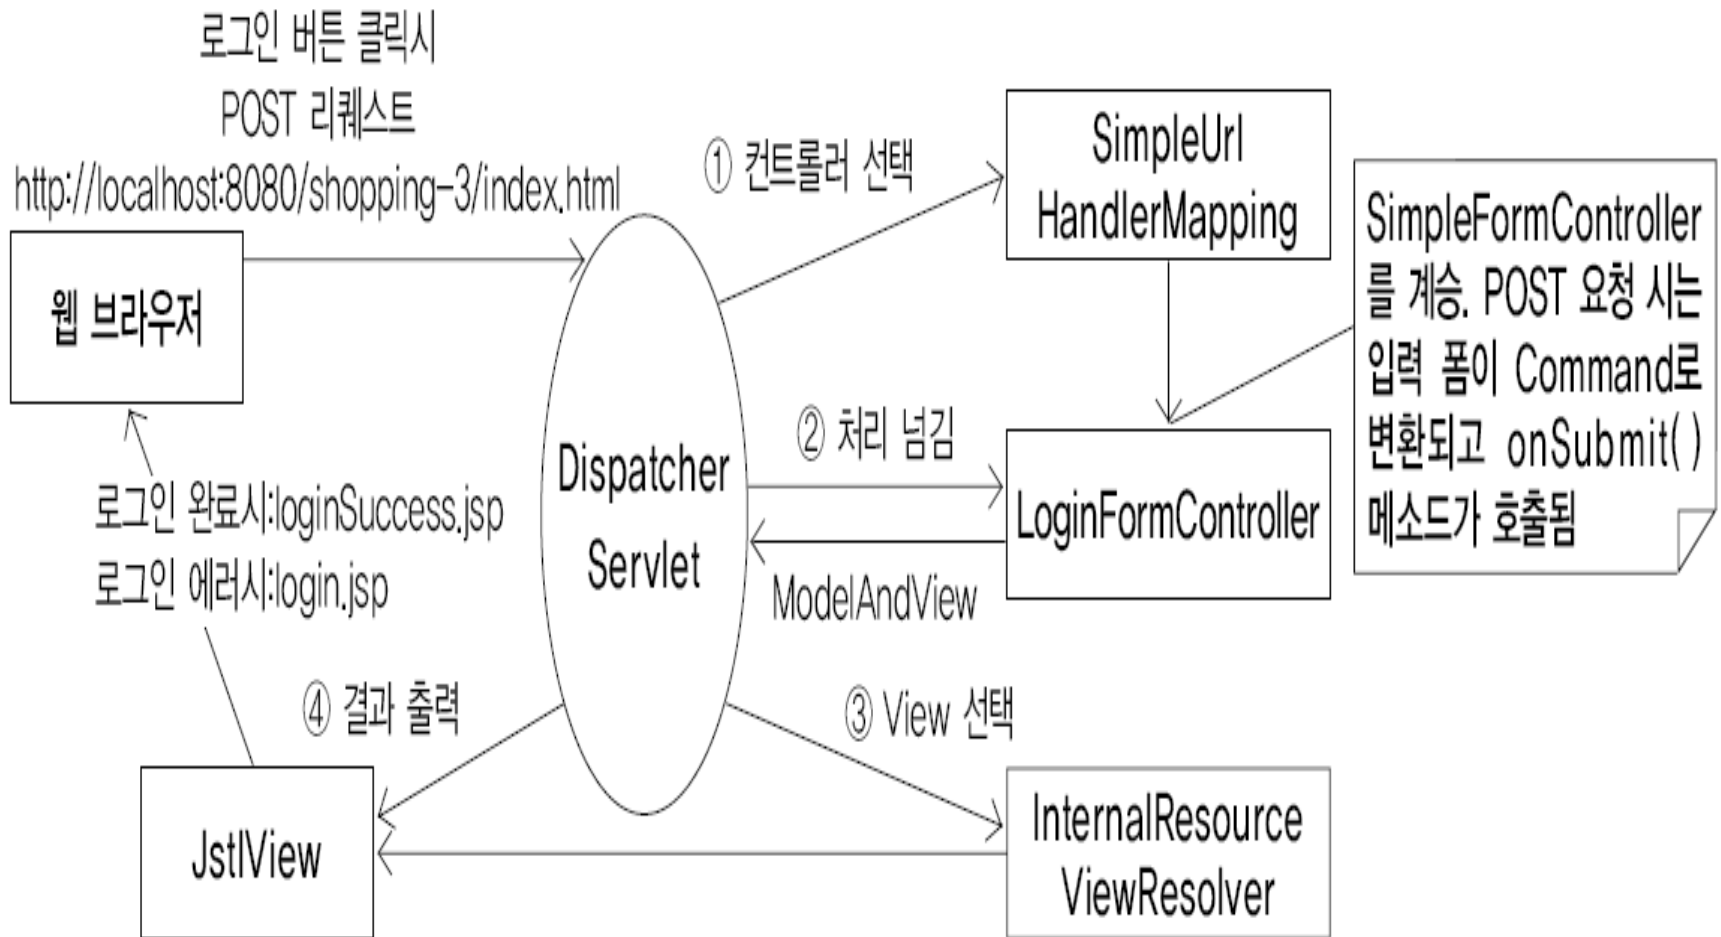 로그인 버튼 클릭시
POST 리퀘스트
http://localhost:8080/shopping-3/index.html
웹 브라우저
① 컨트롤러 선택
SimpleUrl
HandlerMapping
SimpleFormController
를 계승. POST 요청 시는
입력 폼이 Command로
변환되고 onSubmit()
메소드가 호출됨
Dispatcher
Servlet
② 처리 넘김
LoginFormController
ModelAndView
로그인 완료시:loginSuccess.jsp
로그인 에러시:login.jsp
③ View 선택
InternalResource
ViewResolver
④ 결과 출력
JstlView